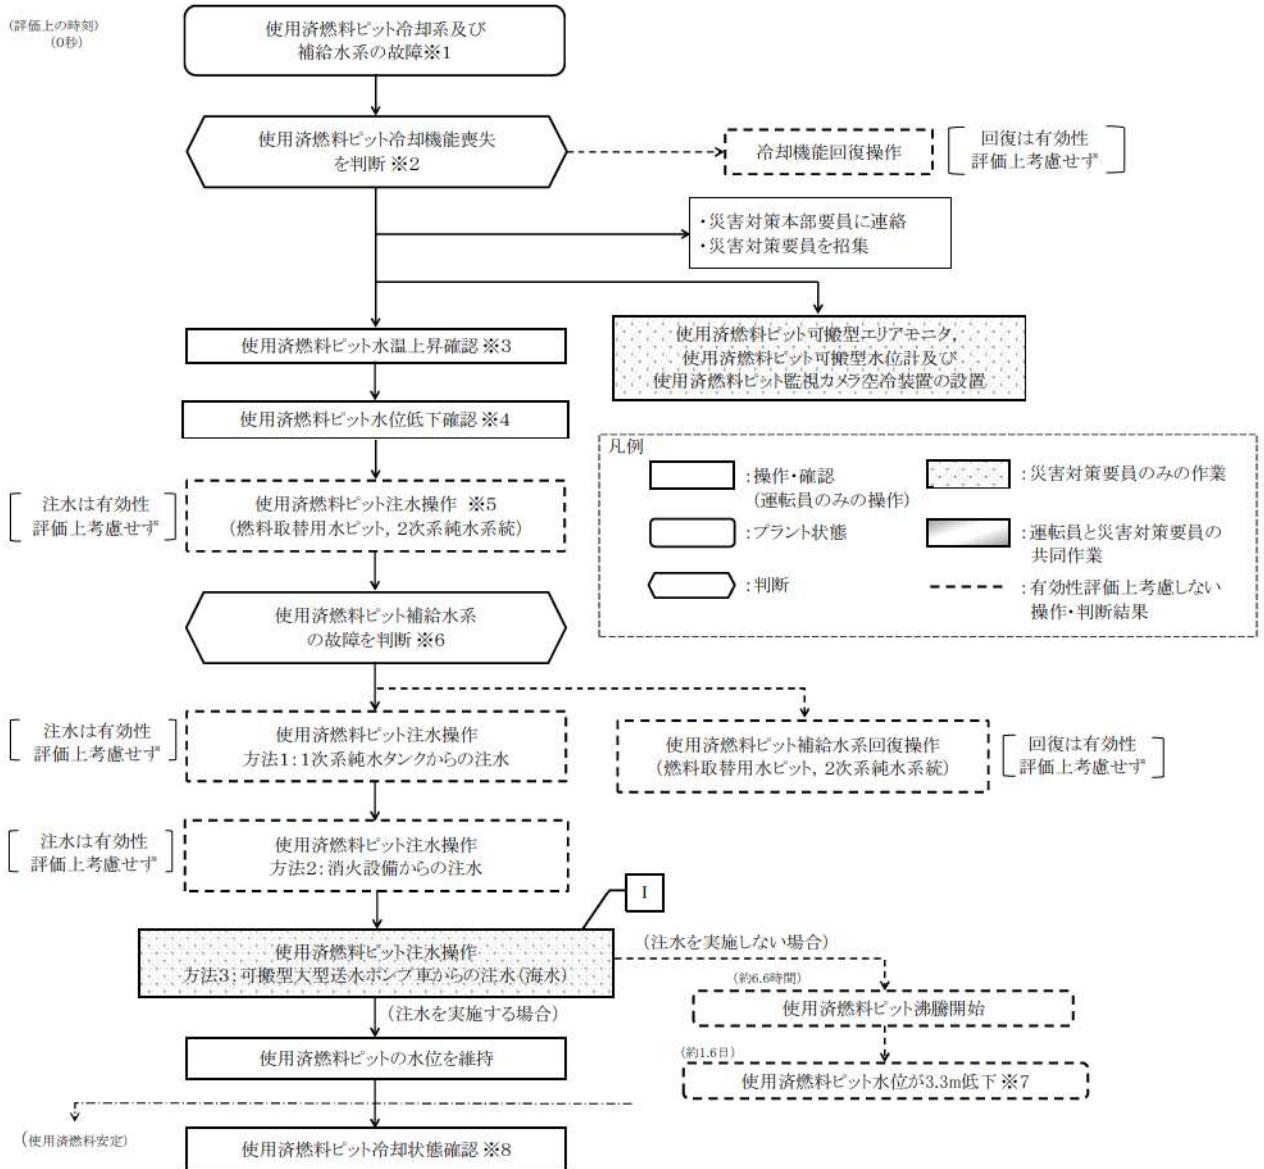 (評価上の時刻)
(0秒)
使用済燃料ピット冷却系及び
補給水系の故障※1
使用済燃料ピット冷却機能喪失
を判断※2
冷却機能回復操作
回復は有効性
評価上考慮せず
・災害対策本部要員に連絡
・災害対策要員を招集
使用済燃料ピット水温上昇確認※3
使用済燃料ピット可搬型エリアモニタ,
使用済燃料ピット可搬型水位計及び
使用済燃料ピット監視カメラ空冷装置の設置
使用済燃料ピット水位低下確認※4
凡例
:操作・確認
(運転員のみの操作)
:災害対策要員のみの作業
:プラント状態
:運転員と災害対策要員の
共同作業
:判断
:有効性評価上考慮しない
操作・判断結果
注水は有効性
評価上考慮せず
使用済燃料ピット注水操作 ※5
(燃料取替用水ピット, 2次系純水系統)
使用済燃料ピット補給水系
の故障を判断※6
注水は有効性
評価上考慮せず
使用済燃料ピット注水操作
方法1:1次系純水タンクからの注水
使用済燃料ピット補給水系回復操作
(燃料取替用水ピット, 2次系純水系統)
回復は有効性
評価上考慮せず
注水は有効性
評価上考慮せず
使用済燃料ピット注水操作
方法2:消火設備からの注水
I
使用済燃料ピット注水操作
方法3:可搬型大型送水ポンプ車からの注水(海水)
(注水を実施しない場合)
(約6.6時間)
使用済燃料ピット沸騰開始
(注水を実施する場合)
(約1.6日)
使用済燃料ピット水位が3.3m低下※7
使用済燃料ピットの水位を維持
(使用済燃料安定)
使用済燃料ピット冷却状態確認※8